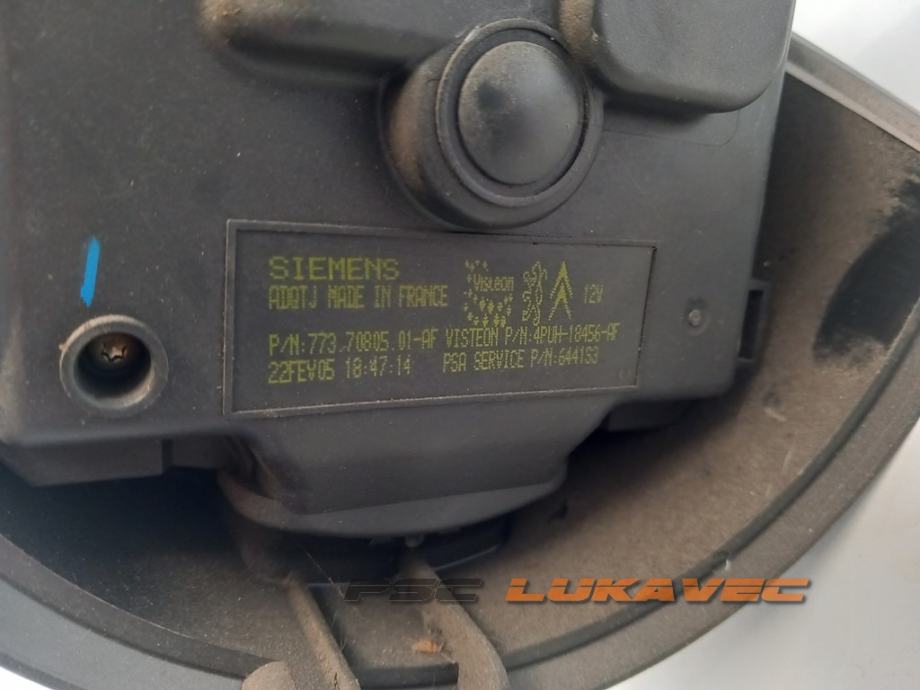 SIEMENS
ADQTJ MADE IN FRANCE
Visteon
12V
P/N:773.70805.01-AF VISTEON P/N:4PUH-18456-AF
22FEV05 18:47:14 PSA SERVICE P/N:6441S3
PSC LUKAVEC